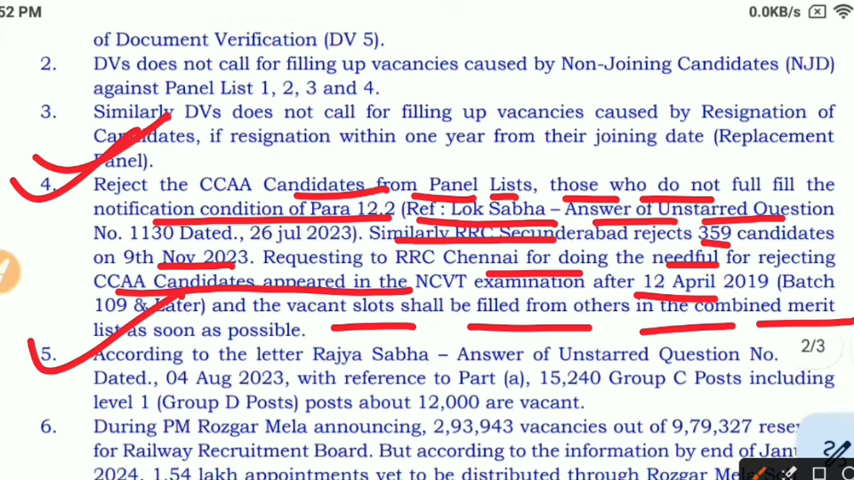 :52 PM
0.0KB/s
of Document Verification (DV 5).
2. DVs does not call for filling up vacancies caused by Non-Joining Candidates (NJD)
against Panel List 1, 2, 3 and 4.
3. Similarly DVs does not call for filling up vacancies caused by Resignation of
Candidates, if resignation within one year from their joining date (Replacement
Panel).
4. Reject the CCAA Candidates from Panel Lists, those who do not full fill the
notification condition of Para 12.2 (Ref : Lok Sabha – Answer of Unstarred Question
No. 1130 Dated., 26 jul 2023). Similarly RRC Secunderabad rejects 359 candidates
on 9th Nov 2023. Requesting to RRC Chennai for doing the needful for rejecting
CCAA Candidates appeared in the NCVT examination after 12 April 2019 (Batch
109 & Later) and the vacant slots shall be filled from others in the combined merit
list as soon as possible.
5. According to the letter Rajya Sabha – Answer of Unstarred Question No.
2/3
Dated., 04 Aug 2023, with reference to Part (a), 15,240 Group C Posts including
level 1 (Group D Posts) posts about 12,000 are vacant.
6. During PM Rozgar Mela announcing, 2,93,943 vacancies out of 9,79,327
for Railway Recruitment Board. But according to the information by end of
2024, 1.54 lakh appointments yet to be distributed through Rozgar